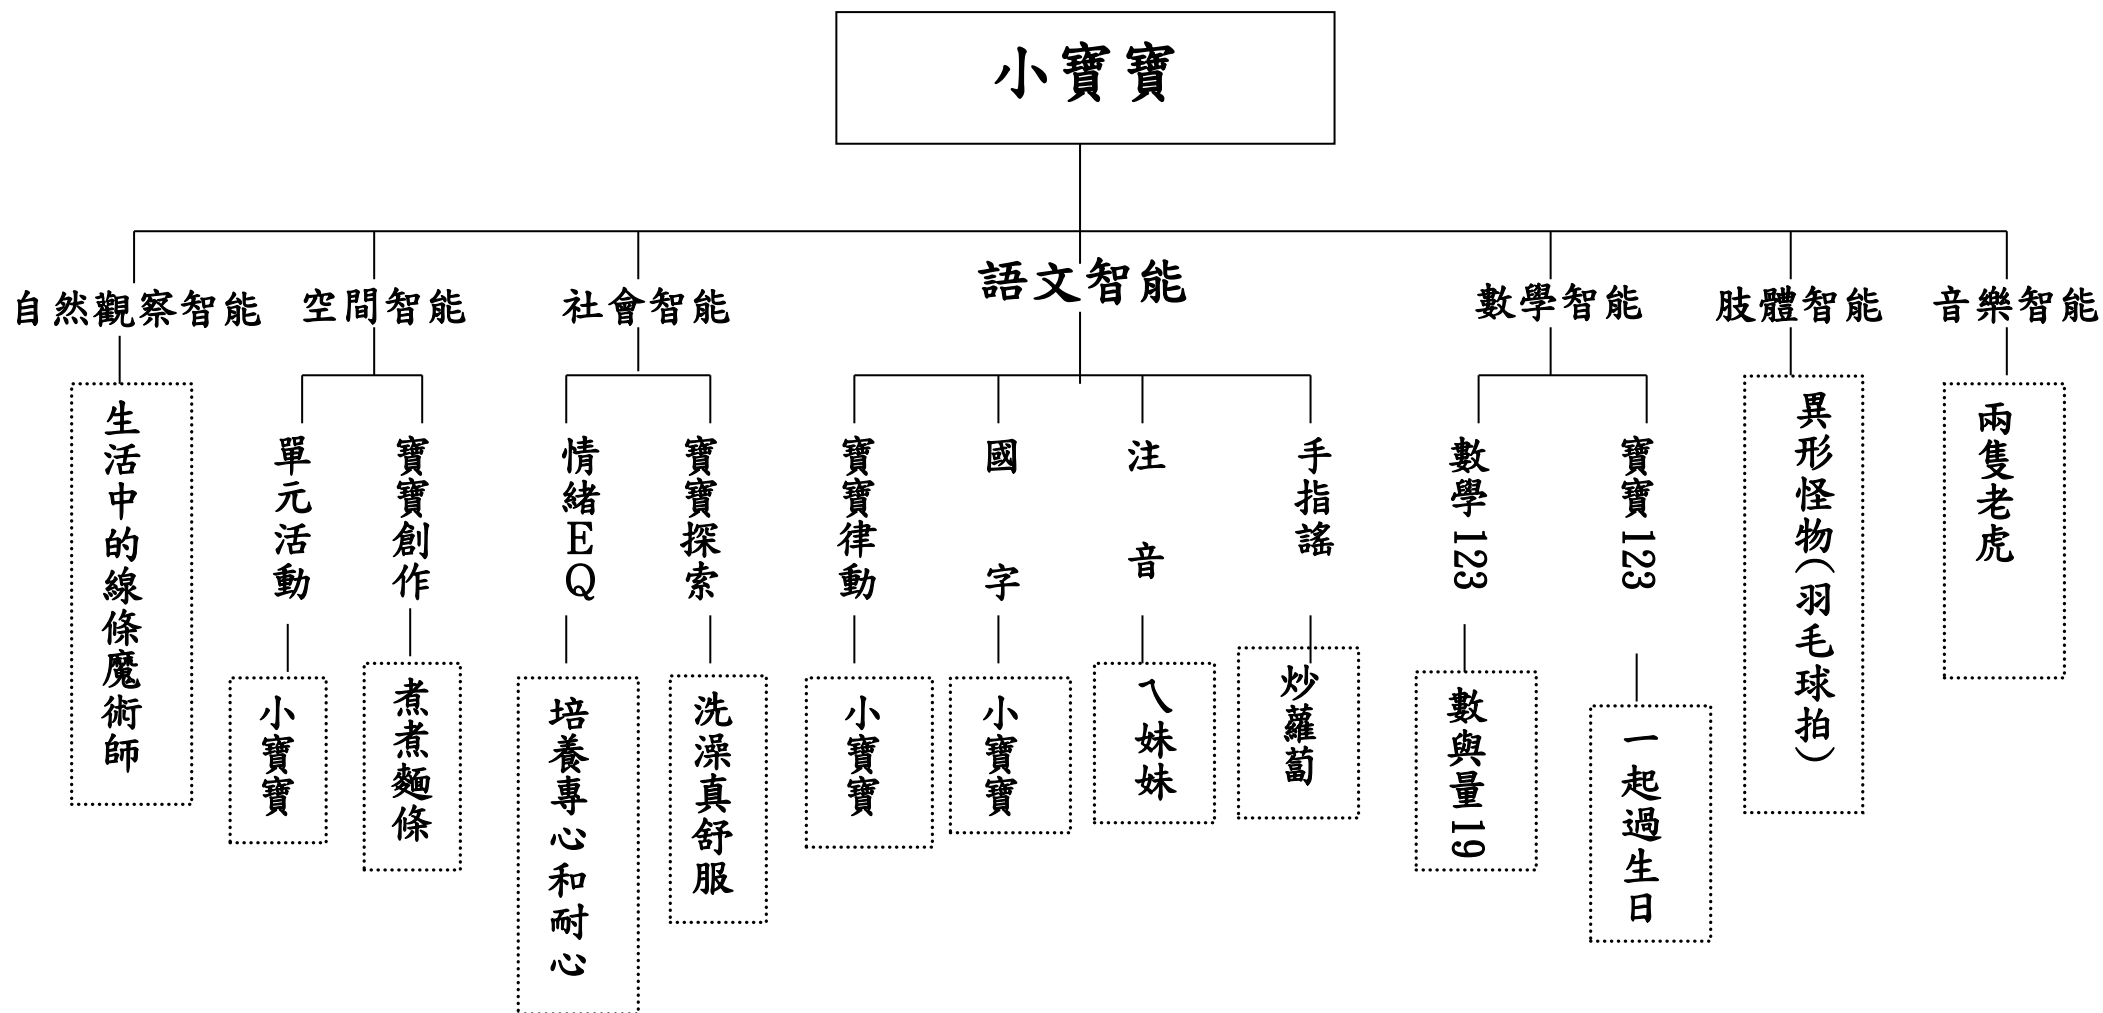 小寶寶
自然觀察智能
空間智能
社會智能
語文智能
數學智能
肢體智能
音樂智能
生活中的線條魔術師
單元活動
寶寶創作
情緒EQ
寶寶探索
寶寶律動
國字
注音
手指謠
數學123
寶寶123
異形怪物(羽毛球拍)
兩隻老虎
小寶寶
煮煮麵條
培養專心和耐心
洗澡真舒服
小寶寶
小寶寶
ㄟ妹妹
炒蘿蔔
數與量19
一起過生日